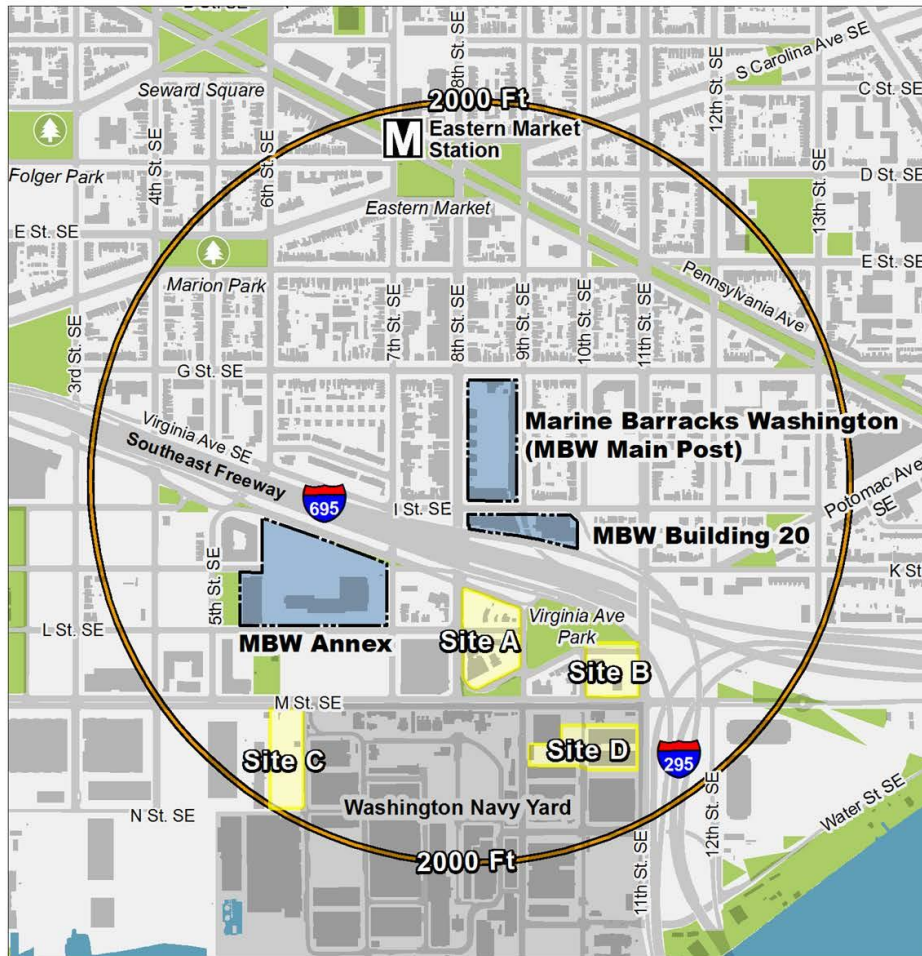 D St. SE
8th St. SE
12th St. SE
S Carolina Ave SE
Seward Square
2000 Ft
C St. SE
M
Eastern Market
Station
4th St. SE
6th St. SE
Folger Park
D St. SE
13th St. SE
Eastern Market
E St. SE
E St. SE
Marion Park
Pennsylvania Ave
3rd St. SE
7th St. SE
8th St. SE
9th St. SE
10th St. SE
11th St. SE
G St. SE
Virginia Ave SE
Southeast Freeway
Marine Barracks Washington
(MBW Main Post)
695
I St. SE
Potomac Ave
SE
MBW Building 20
5th St. SE
K St
L St. SE
MBW Annex
Site A
Virginia Ave
Park
Site B
M St. SE
Site C
Site D
295
N St. SE
Washington Navy Yard
Water St SE
2000 Ft
11th St. SE
12th St. SE